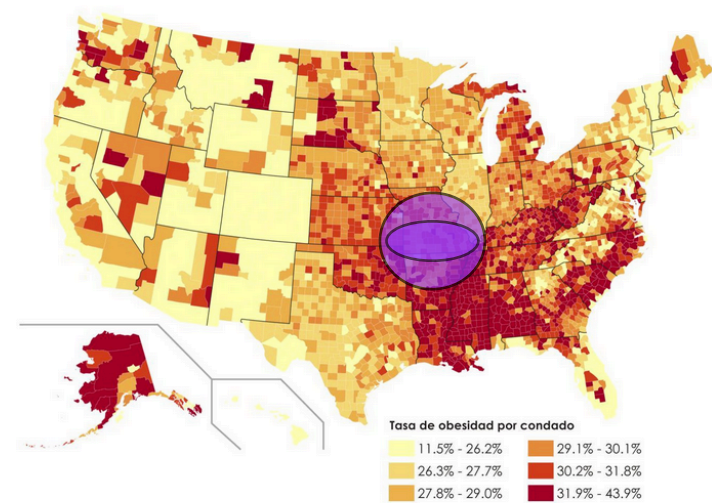 Tasa de obesidad por condado
11.5% - 26.2%
29.1% - 30.1%
26.3% - 27.7%
30.2% - 31.8%
27.8% - 29.0%
31.9% - 43.9%